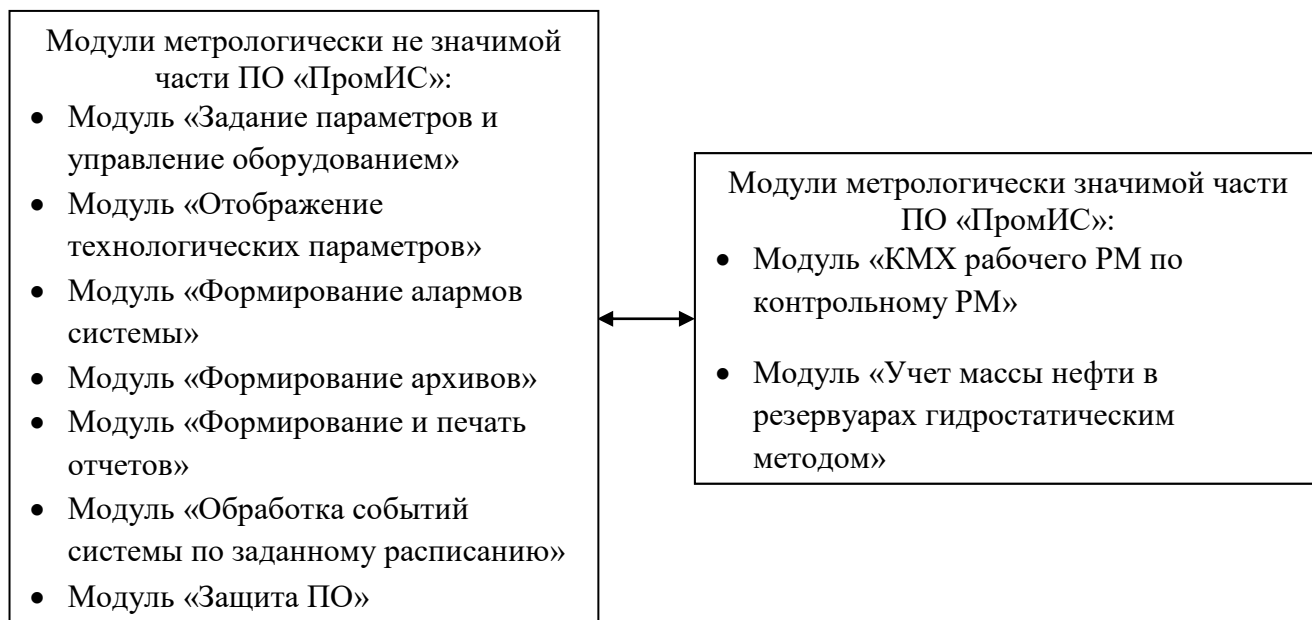 Модули метрологически не значимой
части ПО «ПромИС»:
• Модуль «Задание параметров и
управление оборудованием»
• Модуль «Отображение
технологических параметров»
• Модуль «Формирование алармов
системы»
• Модуль «Формирование архивов»
• Модуль «Формирование и печать
отчетов»
• Модуль «Обработка событий
системы по заданному расписанию»
• Модуль «Защита ПО»
Модули метрологически значимой части
ПО «ПромИС»:
• Модуль «КМХ рабочего РМ по
контрольному РМ»
• Модуль «Учет массы нефти в
резервуарах гидростатическим
методом»